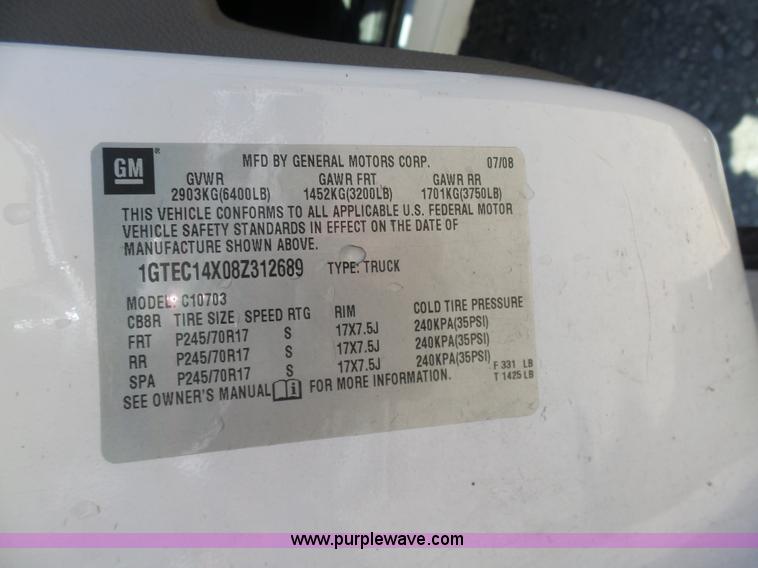 GM ® MFD BY GENERAL MOTORS CORP. 07/08
GVWR GAWR FRT GAWR RR
2903KG(6400LB) 1452KG(3200LB) 1701KG(3750LB)
THIS VEHICLE CONFORMS TO ALL APPLICABLE U.S. FEDERAL MOTOR
VEHICLE SAFETY STANDARDS IN EFFECT ON THE DATE OF
MANUFACTURE SHOWN ABOVE.
1GTEC14X08Z312689 TYPE: TRUCK
MODEL: C10703
CB8R TIRE SIZE SPEED RTG RIM COLD TIRE PRESSURE
FRT P245/70R17 S 17X7.5J 240KPA(35PSI)
RR P245/70R17 S 17X7.5J 240KPA(35PSI)
SPA P245/70R17 S 17X7.5J 240KPA(35PSI) F 331 LB
T 1425 LB
SEE OWNER'S MANUAL i FOR MORE INFORMATION.
www.purplewave.com